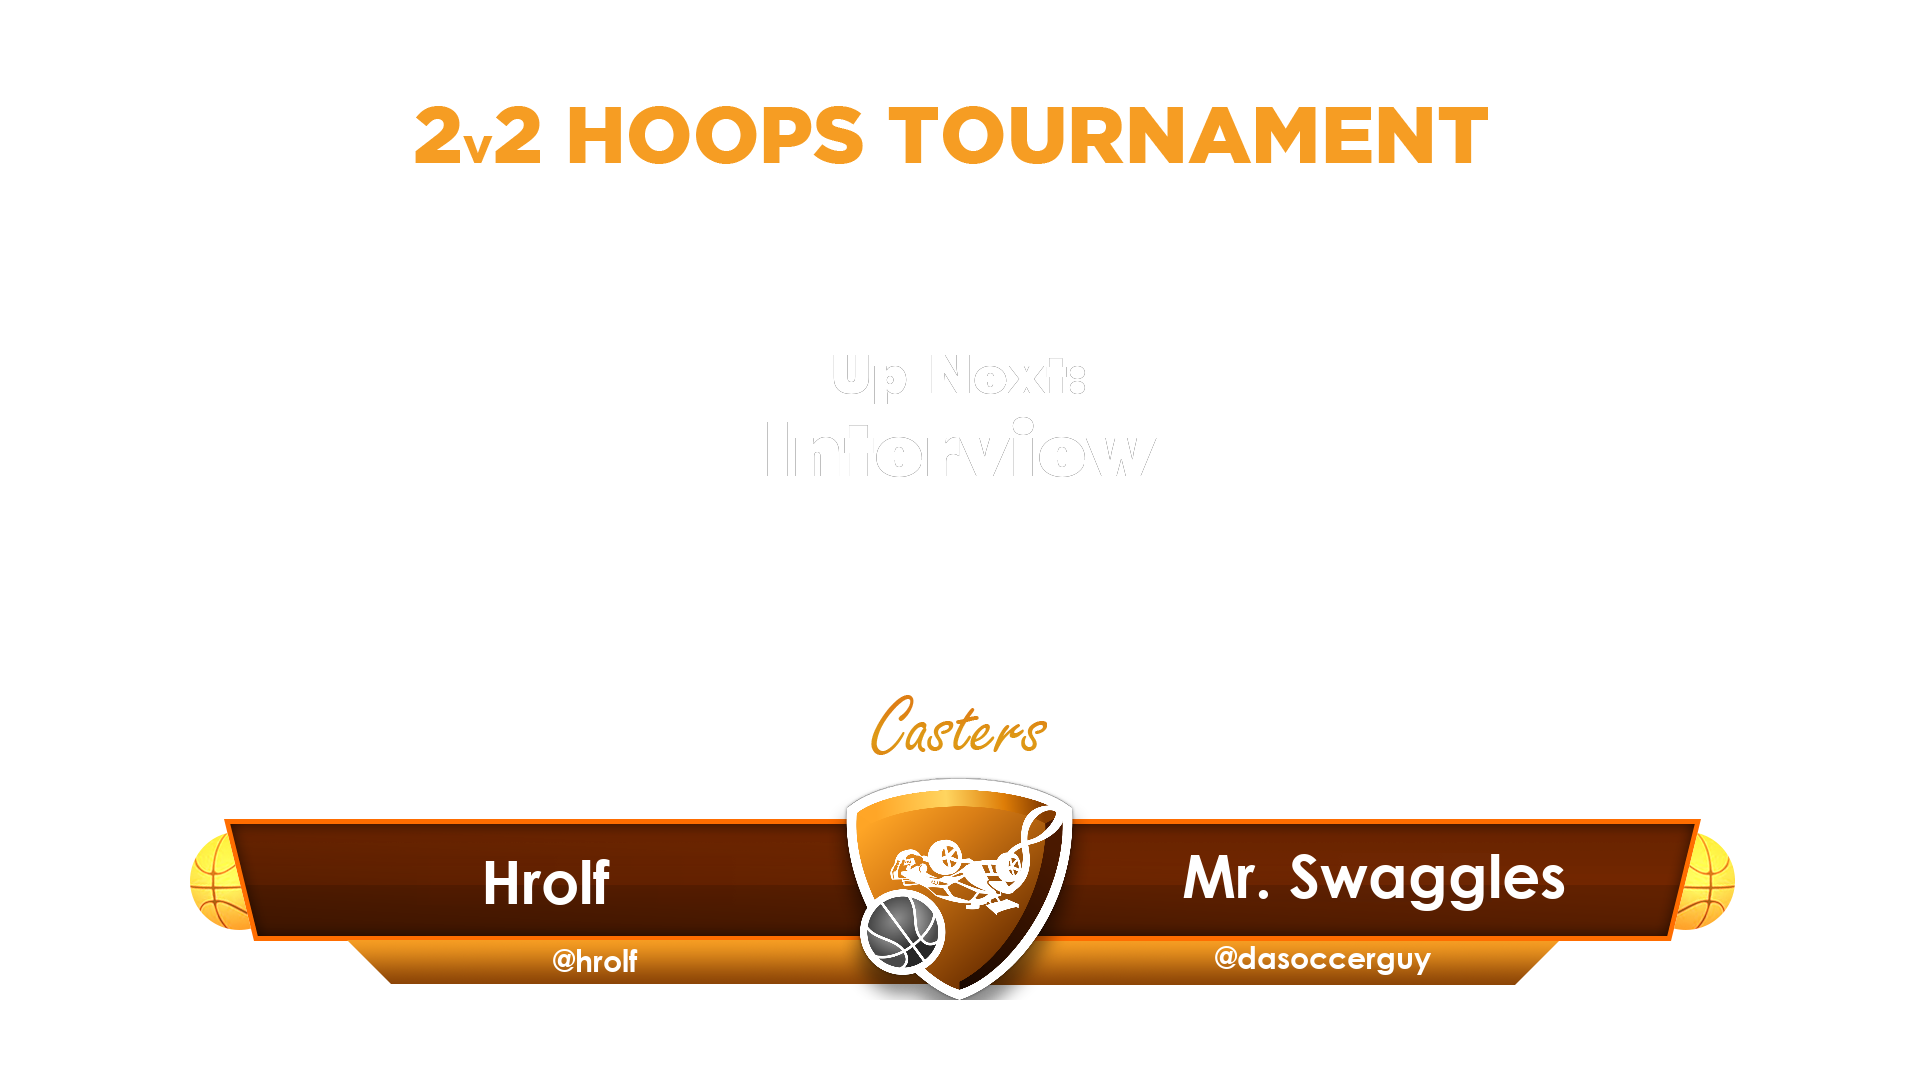 2v2 HOOPS TOURNAMENT
Up Next:
Interview
Casters
Hrolf
Mr. Swaggles
@hrolf
@dasoccerguy